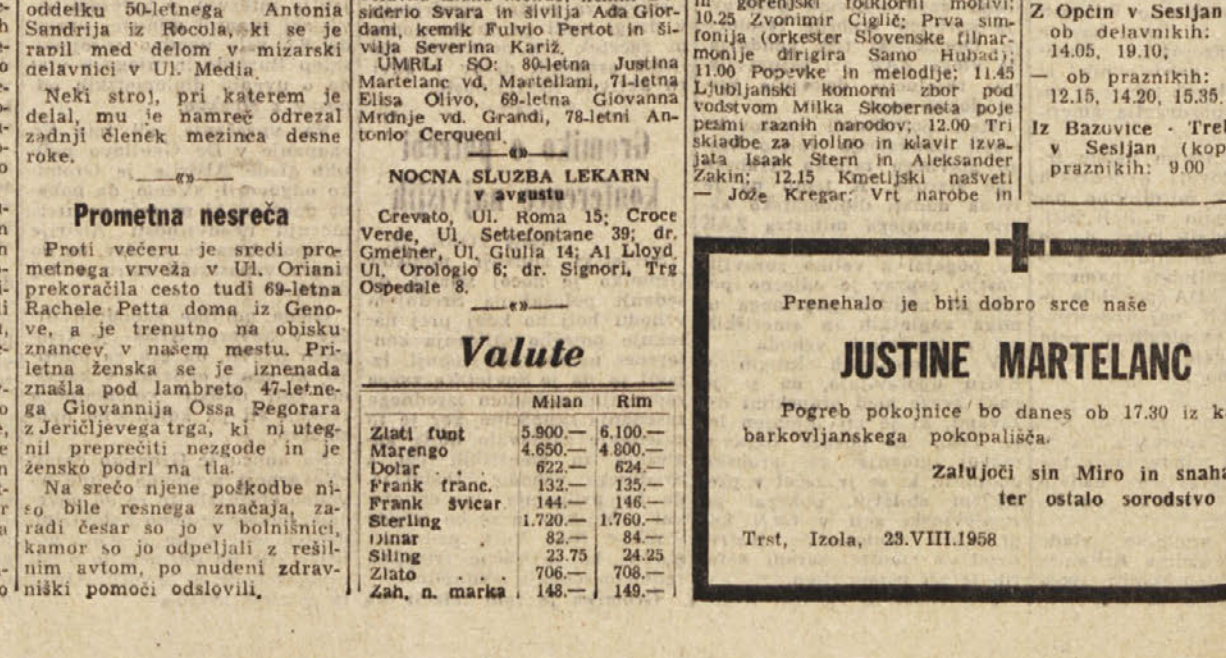 oddelku 50-letnega Antonia
Sandrija iz Rocola, ki se je
ranil med delom v mizarski
delavnici v Ul. Media.
Neki stroj, pri katerem je
delal, mu je namreč odrezal
zadnji členek mezinca desne
roke.
—«»—
Prometna nesreča
Proti večeru je sredi pro-
metnega vrveža v Ul. Oriani
prekoračila cesto tudi 69-letna
Rachele Petta doma iz Geno-
ve, a je trenutno na obisku
znancev v našem mestu. Pri-
letna ženska se je iznenada
znašla pod lambreto 47-letne-
ga Giovannija Ossa Pegorara
z Jeričljevega trga, ki ni uteg-
nil preprečiti nezgode in je
žensko podrl na tla.
Na srečo njene poškodbe ni-
so bile resnega značaja, za-
radi česar so jo v bolnišnici,
kamor so jo odpeljali z rešil-
nim avtom, po nudeni zdrav-
niški pomoči odslovili.
siderio Svara in šivilja Ada Gior-
dani, kemik Fulvio Pertot in ši-
vilja Severina Kariž.
UMRLI SO: 80-letna Justina
Martelanc vd. Martellani, 71-letna
Elisa Olivo, 69-letna Giovanna
Mrdnje vd. Grandi, 78-letni An-
tonio Cerqueni.
—«»—
NOCNA SLUZBA LEKARN
v avgustu
Crevato, Ul. Roma 15; Croce
Verde, Ul. Settefontane 39; dr.
Gmeiner, Ul. Giulia 14; Al Lloyd,
Ul. Orologio 6; dr. Signori, Trg
Ospedale 8.
—«»—
Valute
Milan Rim
Zlati funt 5.900.— 6.100.—
Marengo 4.650.— 4.800.—
Dolar . . . 622.— 624.—
Frank franc. 132.— 135.—
Frank švicar. 144.— 146.—
Sterling 1.720.— 1.760.—
Dinar . 82.— 84.—
Siling 23.75 24.25
Zlato . . . 706.— 708.—
Zah. n. marka 148.— 149.—
in gorenjski folklorni motivi;
10.25 Zvonimir Ciglič: Prva sim-
fonija (orkester Slovenske filhar-
monije dirigira Samo Hubad);
11.00 Popevke in melodije; 11.45
Ljubljanski komorni zbor pod
vodstvom Milka Skoberneta poje
pesmi raznih narodov; 12.00 Tri
skladbe za violino in klavir izva-
jata Isaak Stern in Aleksander
Zakin; 12.15 Kmetijski nasveti
— Jože Kregar: Vrt narobe in
Z Opčin v Sesljan
ob delavnikih:
14.05, 19.10,
— ob praznikih:
12.15, 14.20, 15.35,
Iz Bazovice - Treb
v Sesljan (kop
praznikih: 9.00
Prenehalo je biti dobro srce naše
JUSTINE MARTELANC
Pogreb pokojnice bo danes ob 17.30 iz k
barkovljanskega pokopališča.
Zalujoči sin Miro in snaha
ter ostalo sorodstvo
Trst, Izola, 23.VIII.1958